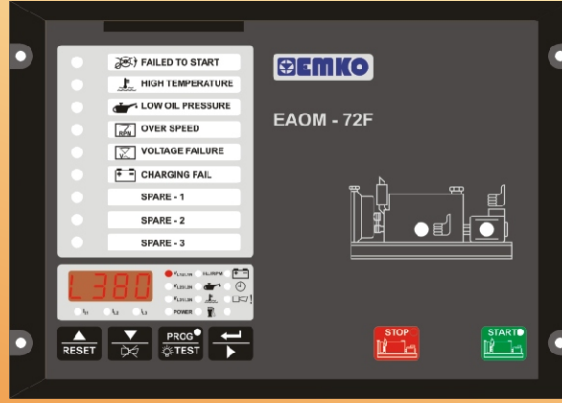 FAILED TO START
HIGH TEMPERATURE
LOW OIL PRESSURE
RPM
OVER SPEED
V
VOLTAGE FAILURE
CHARGING FAIL
SPARE - 1
SPARE - 2
SPARE - 3
EMKO
EAOM - 72F
L380
POWER
RESET
PROG
TEST
STOP
START